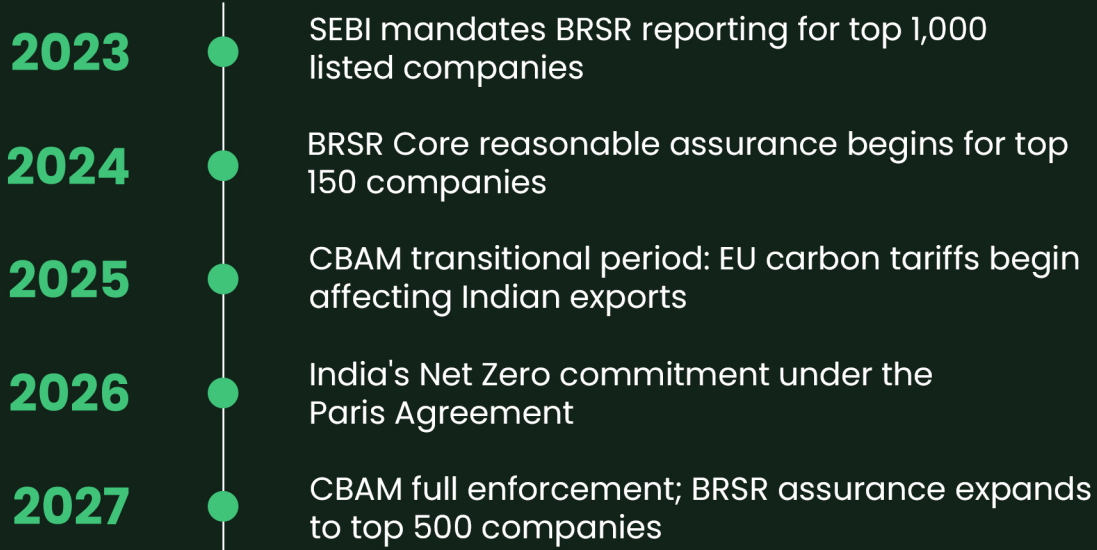 2023
SEBI mandates BRSR reporting for top 1,000
listed companies
2024
BRSR Core reasonable assurance begins for top
150 companies
2025
CBAM transitional period: EU carbon tariffs begin
affecting Indian exports
2026
India's Net Zero commitment under the
Paris Agreement
2027
CBAM full enforcement; BRSR assurance expands
to top 500 companies